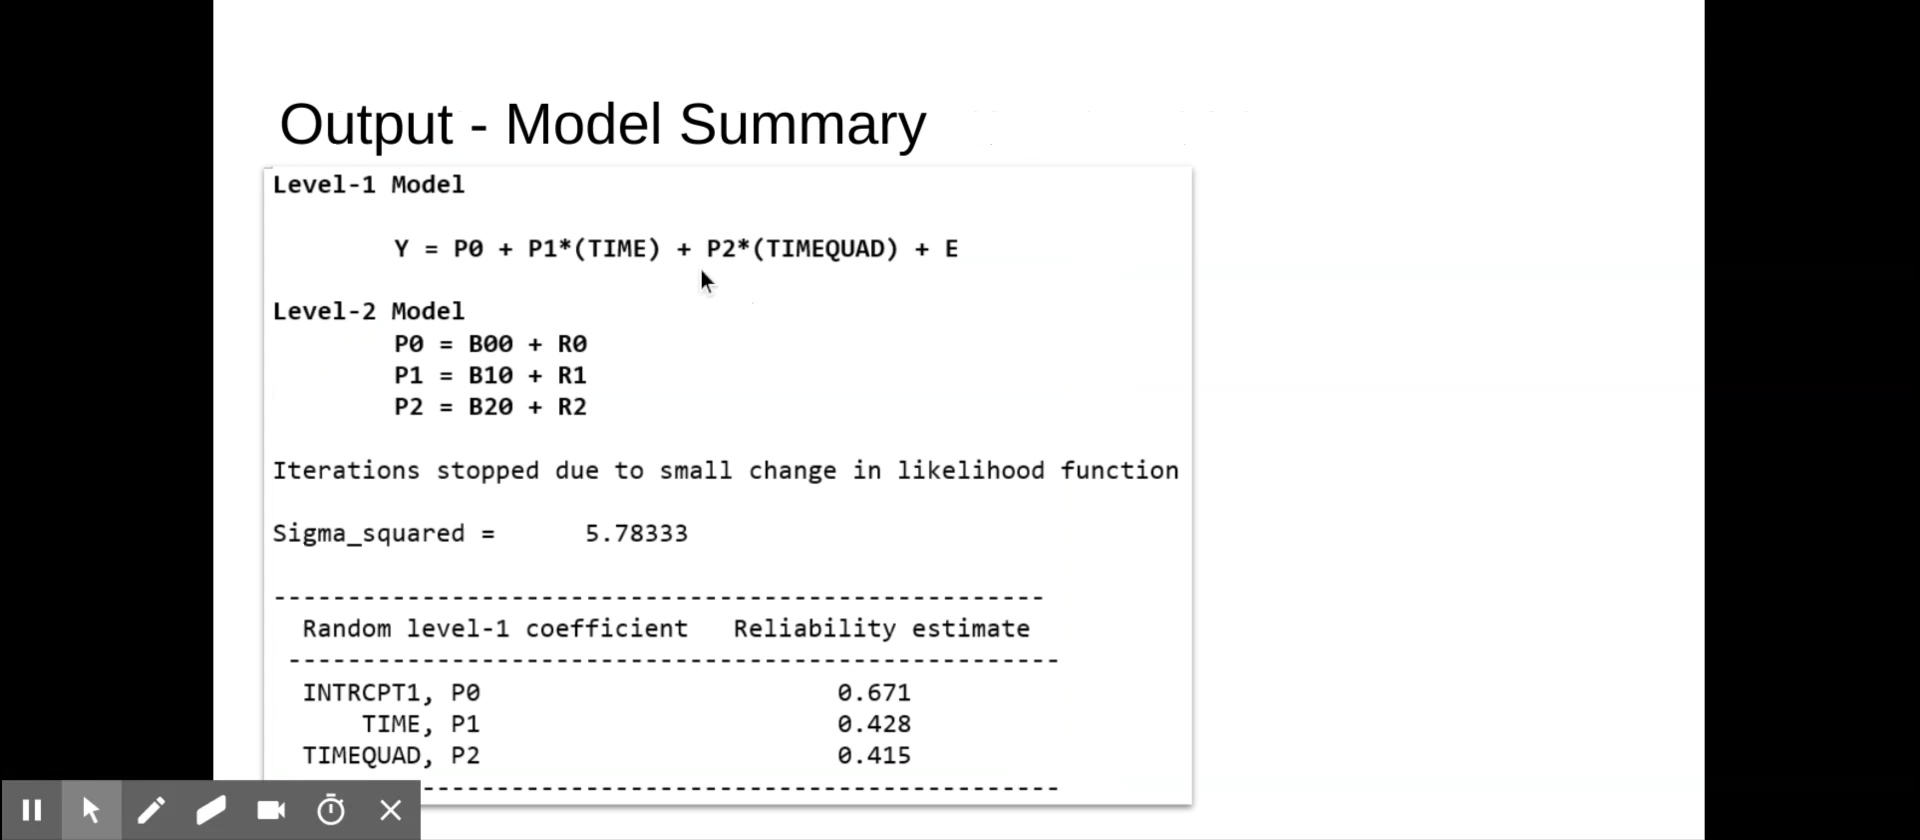 Output - Model Summary
Level-1 Model
Y = P0 + P1*(TIME) + P2*(TIMEQUAD) + E
Level-2 Model
P0 = B00 + R0
P1 = B10 + R1
P2 = B20 + R2
Iterations stopped due to small change in likelihood function
Sigma_squared = 5.78333
---------------------------------------------------
Random level-1 coefficient Reliability estimate
---------------------------------------------------
INTRCPT1, P0 0.671
TIME, P1 0.428
TIMEQUAD, P2 0.415
-------------------------------------------